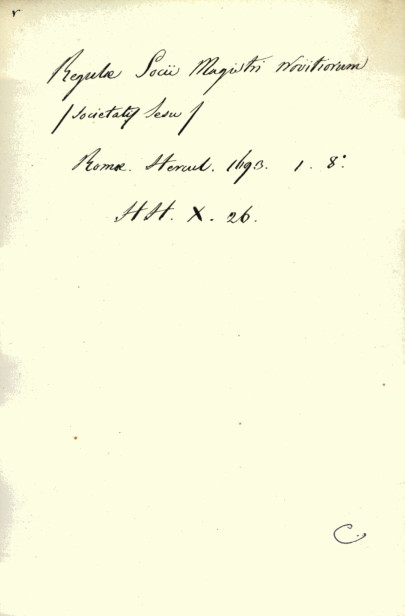 Regulæ Socii Magistri Novitiorum
/ Societatis Jesu /
Romæ. Hercul. 1693. 1. 8°.
HH. X. 26.
C.